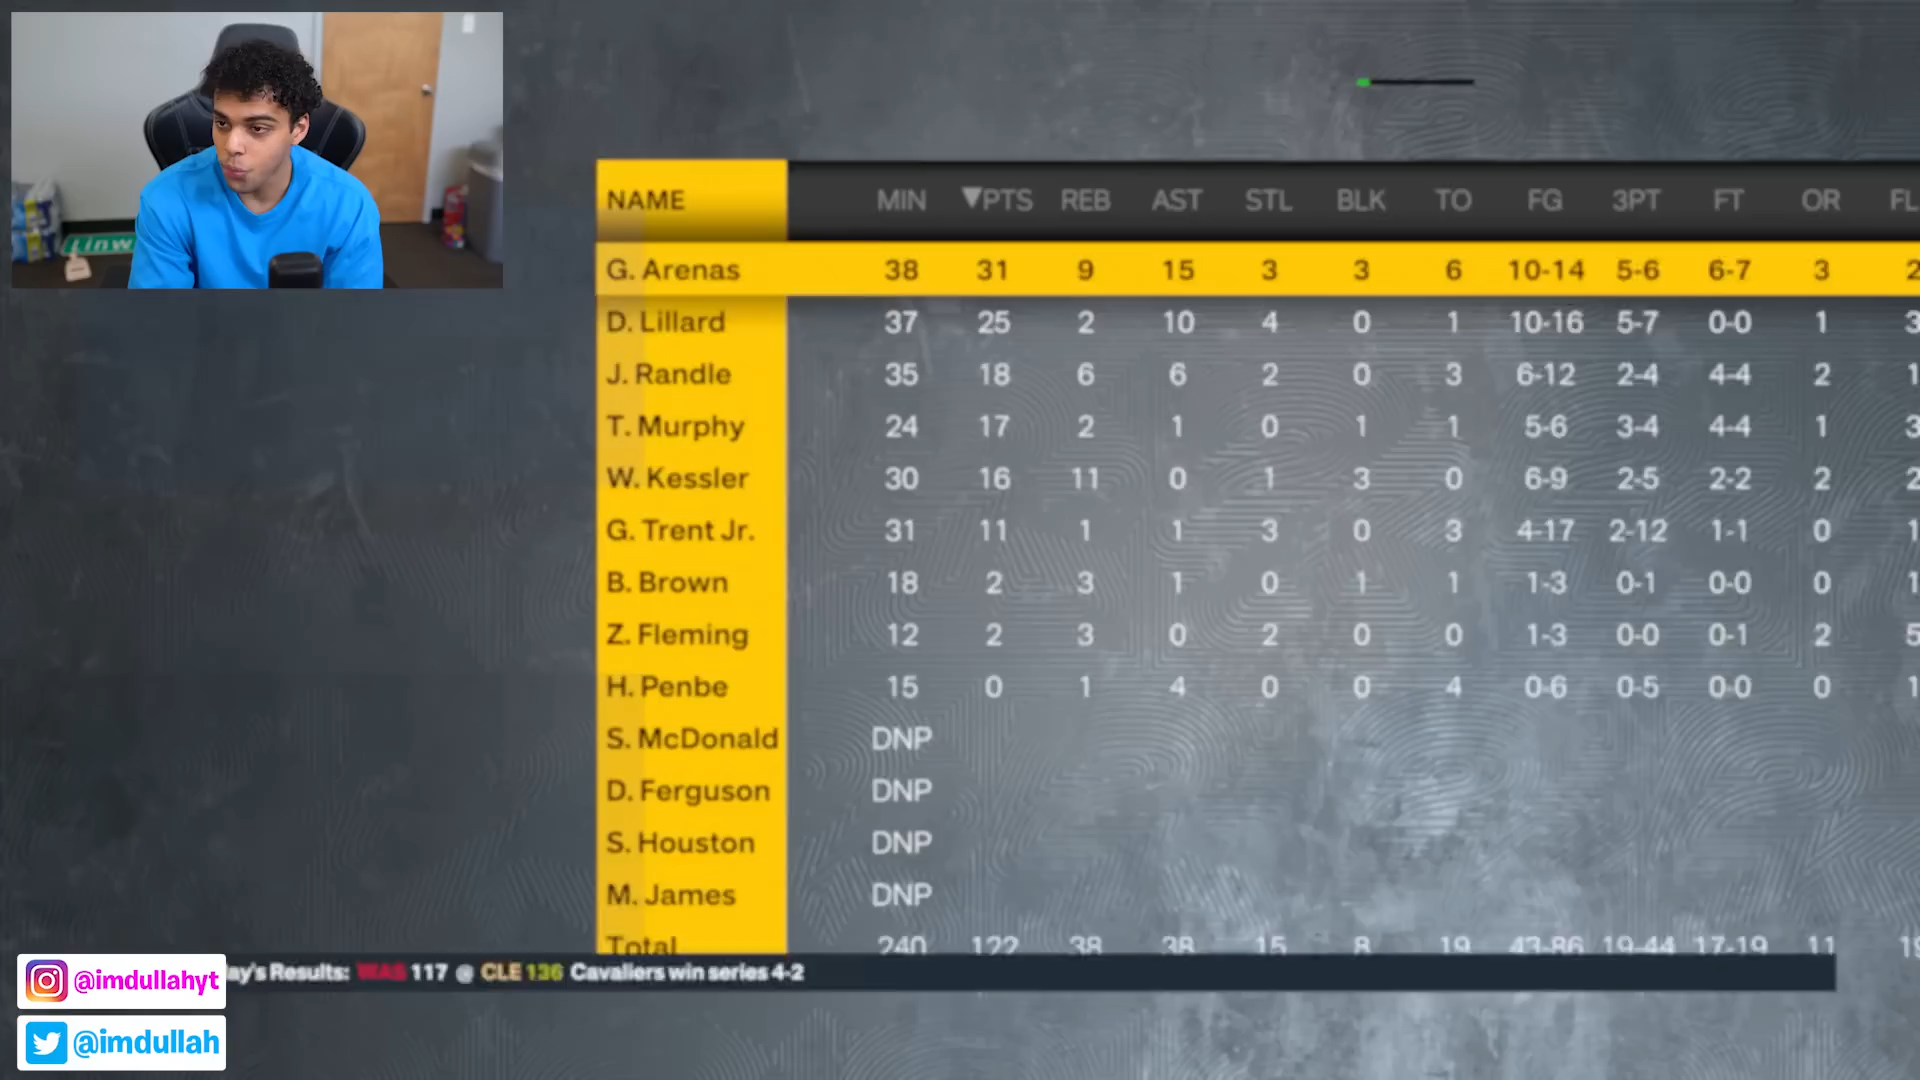 Linw
NAME MIN ▼PTS REB AST STL BLK TO FG 3PT FT OR FL
G. Arenas 38 31 9 15 3 3 6 10-14 5-6 6-7 3 2
D. Lillard 37 25 2 10 4 0 1 10-16 5-7 0-0 1 3
J. Randle 35 18 6 6 2 0 3 6-12 2-4 4-4 2 1
T. Murphy 24 17 2 1 0 1 1 5-6 3-4 4-4 1 3
W. Kessler 30 16 11 0 1 3 0 6-9 2-5 2-2 2 2
G. Trent Jr. 31 11 1 1 3 0 3 4-17 2-12 1-1 0 1
B. Brown 18 2 3 1 0 1 1 1-3 0-1 0-0 0 1
Z. Fleming 12 2 3 0 2 0 0 1-3 0-0 0-1 2 5
H. Penbe 15 0 1 4 0 0 4 0-6 0-5 0-0 0 1
S. McDonald DNP
D. Ferguson DNP
S. Houston DNP
M. James DNP
Total 240 122 38 38 15 8 19 43-86 19-44 17-19 11 19
ay's Results: WAS 117 @ CLE 136 Cavaliers win series 4-2
@imdullahyt
@imdullah